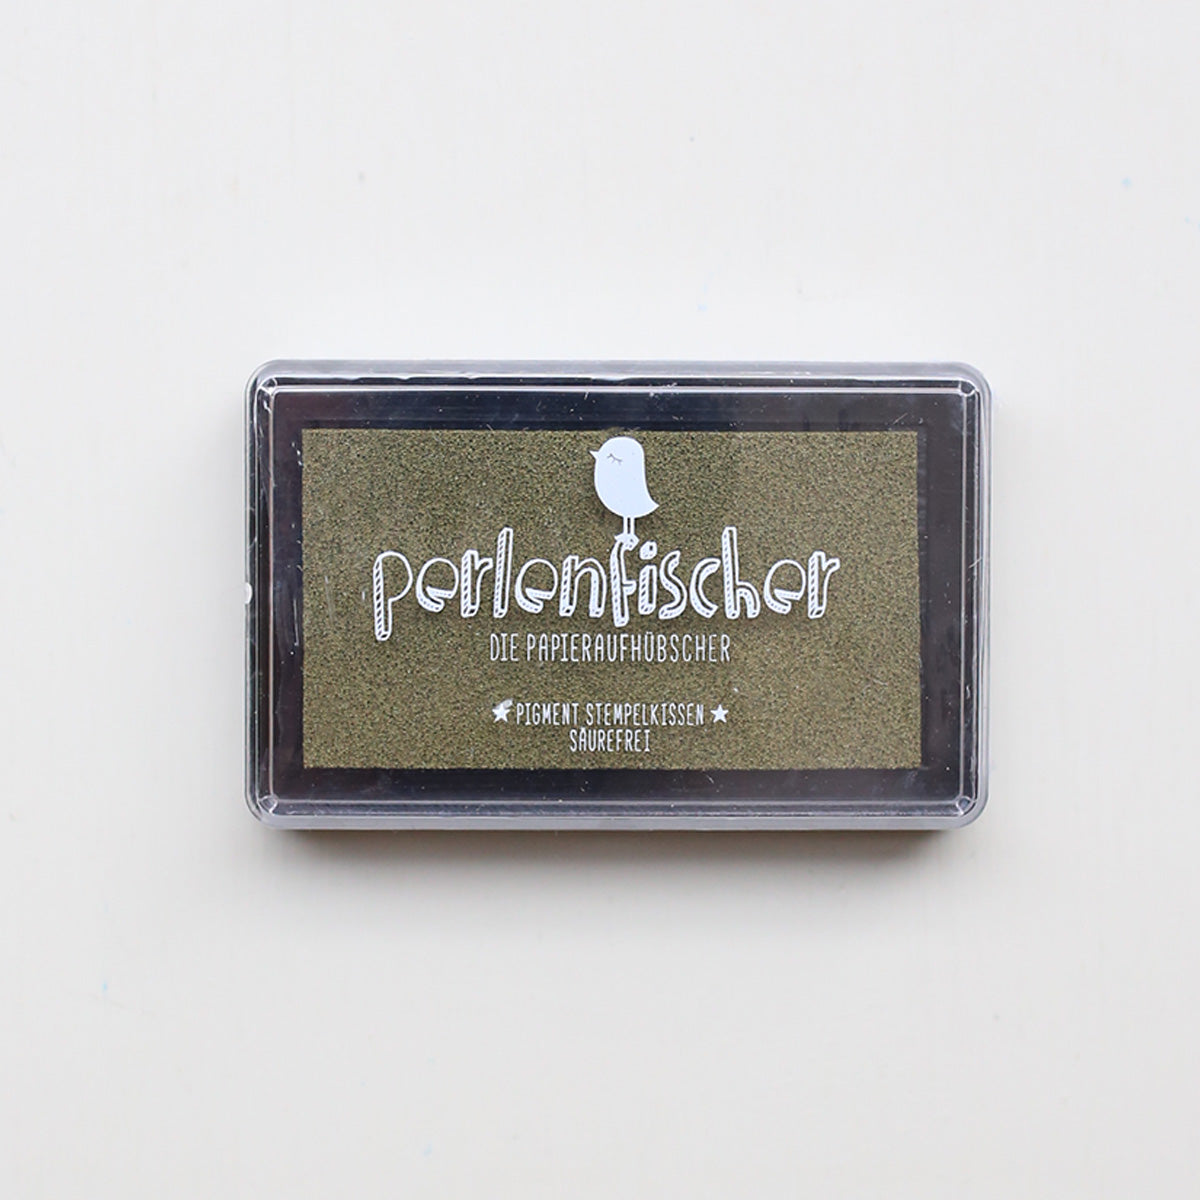 perlenfischer
DIE PAPIERAUFHÜBSCHER
★ PIGMENT STEMPELKISSEN ★
SÄUREFREI